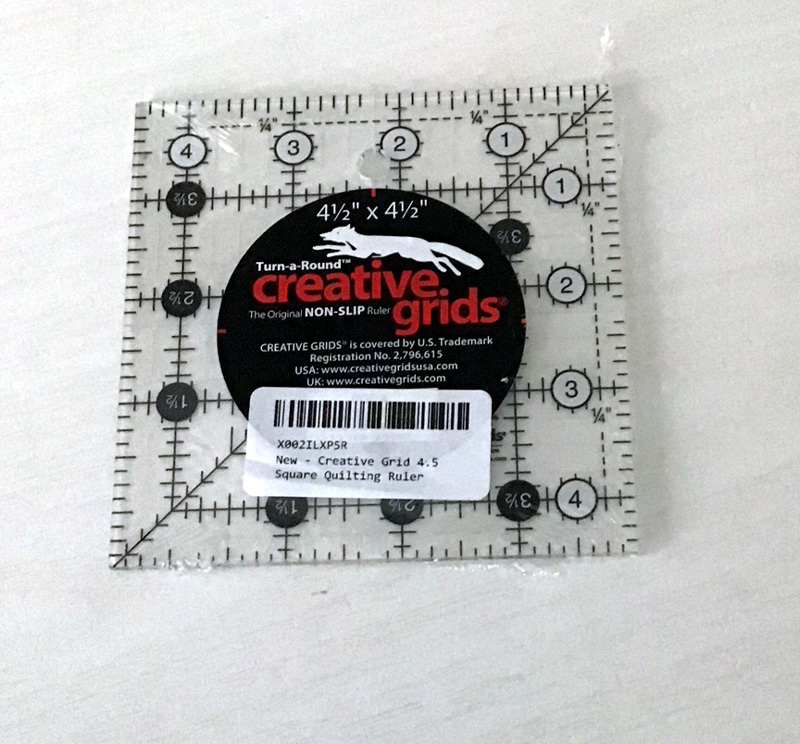 ¼" ¼"
4 3 2 1
3½ 1
4½" x 4½"
¼"
3½
Turn-a-Round™
creative
2½ 2
grids®
The Original NON-SLIP Ruler
CREATIVE GRIDS® is covered by U.S. Trademark
Registration No. 2,796,615
USA: www.creativegridsusa.com
UK: www.creativegrids.com
1½ 3
¼"
X002ILXPSR
New - Creative Grid 4.5
Square Quilting Ruler
1½ 2½ 3½ 4